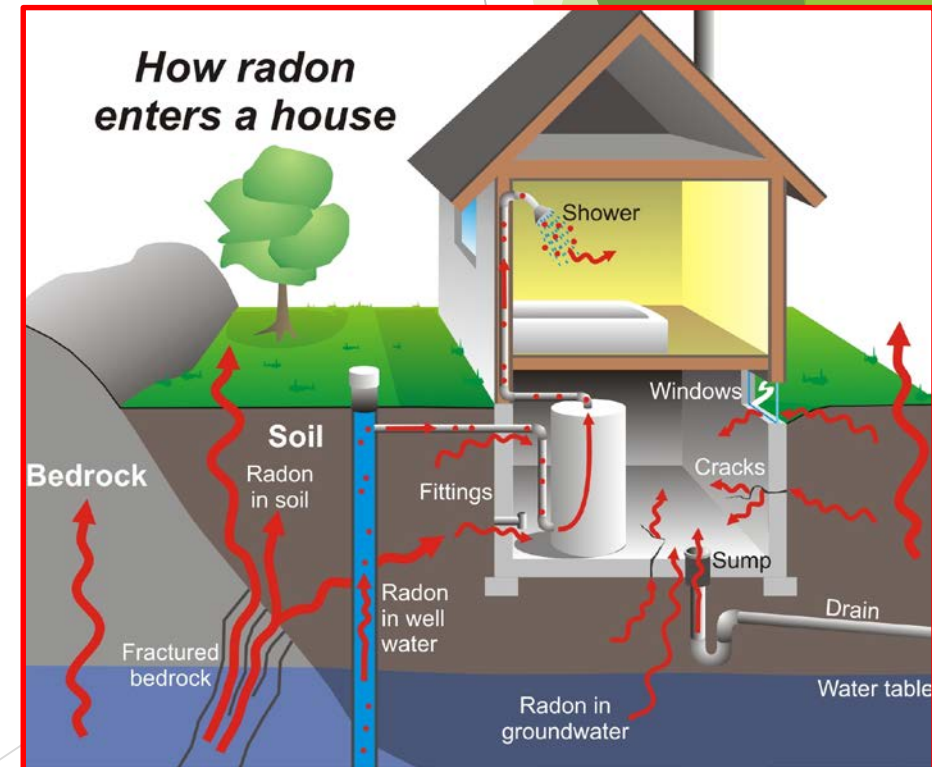 How radon
enters a house
Shower
Windows
Soil
Bedrock
Radon
in soil
Fittings
Cracks
Sump
Radon
in well
water
Drain
Fractured
bedrock
Water table
Radon in
groundwater